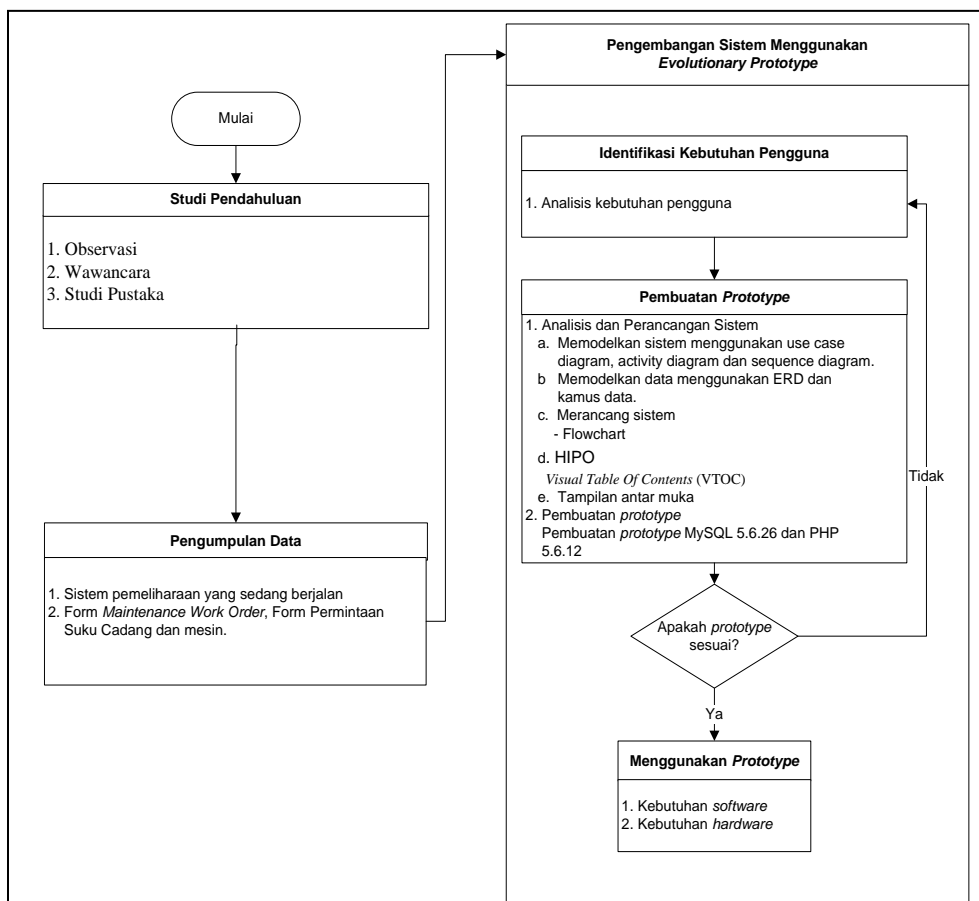 Mulai
Studi Pendahuluan
1. Observasi
2. Wawancara
3. Studi Pustaka
Pengumpulan Data
1. Sistem pemeliharaan yang sedang berjalan
2. Form Maintenance Work Order, Form Permintaan
Suku Cadang dan mesin.
Pengembangan Sistem Menggunakan
Evolutionary Prototype
Identifikasi Kebutuhan Pengguna
1. Analisis kebutuhan pengguna
Pembuatan Prototype
1. Analisis dan Perancangan Sistem
a. Memodelkan sistem menggunakan use case
diagram, activity diagram dan sequence diagram.
b Memodelkan data menggunakan ERD dan
kamus data.
c. Merancang sistem
- Flowchart
d. HIPO
Visual Table Of Contents (VTOC)
e. Tampilan antar muka
2. Pembuatan prototype
Pembuatan prototype MySQL 5.6.26 dan PHP
5.6.12
Tidak
Apakah prototype
sesuai?
Ya
Menggunakan Prototype
1. Kebutuhan software
2. Kebutuhan hardware